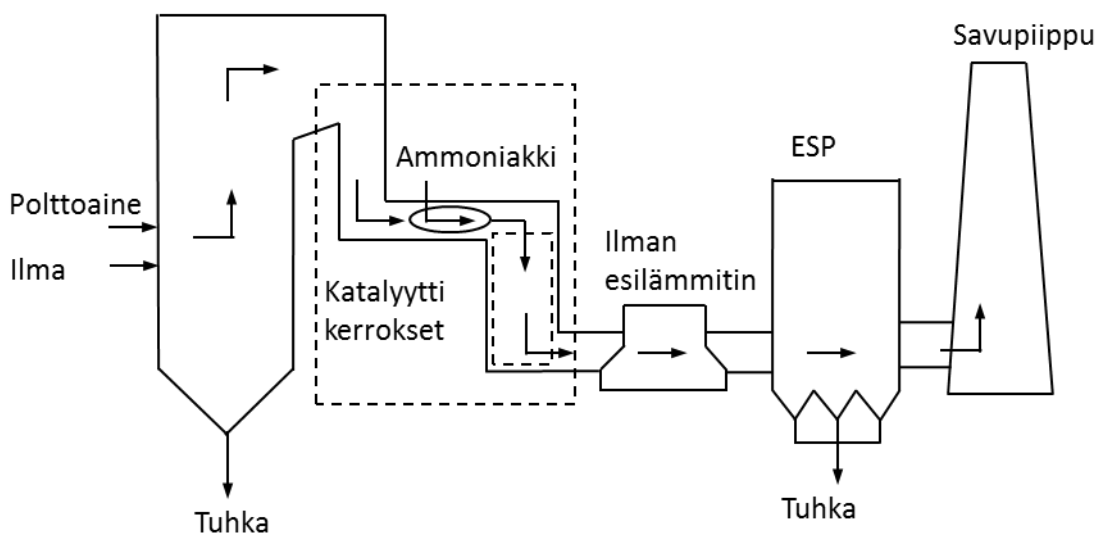 Savupiippu
ESP
Ammoniakki
Polttoaine
Ilma
Ilman
esilämmitin
Katalyytti
kerrokset
Tuhka
Tuhka